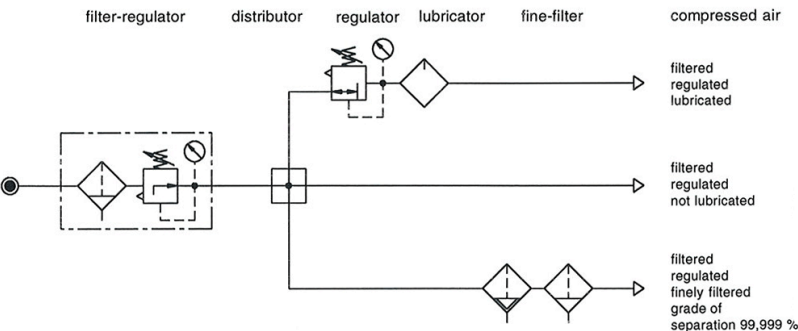 filter-regulator distributor regulator lubricator fine-filter compressed air
filtered
regulated
lubricated
filtered
regulated
not lubricated
filtered
regulated
finely filtered
grade of
separation 99,999 %